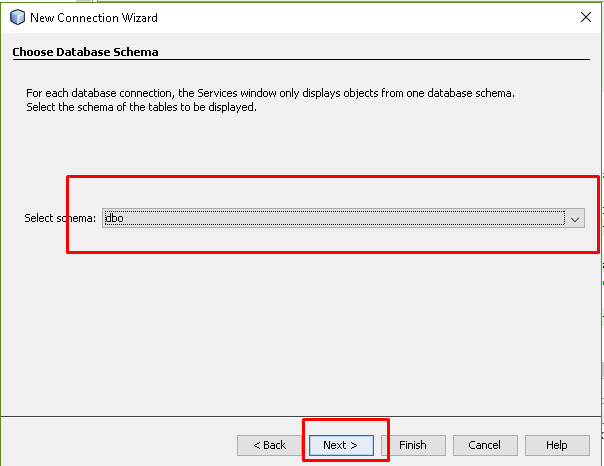 New Connection Wizard
Choose Database Schema
For each database connection, the Services window only displays objects from one database schema.
Select the schema of the tables to be displayed.
Select schema: dbo
< Back Next > Finish Cancel Help